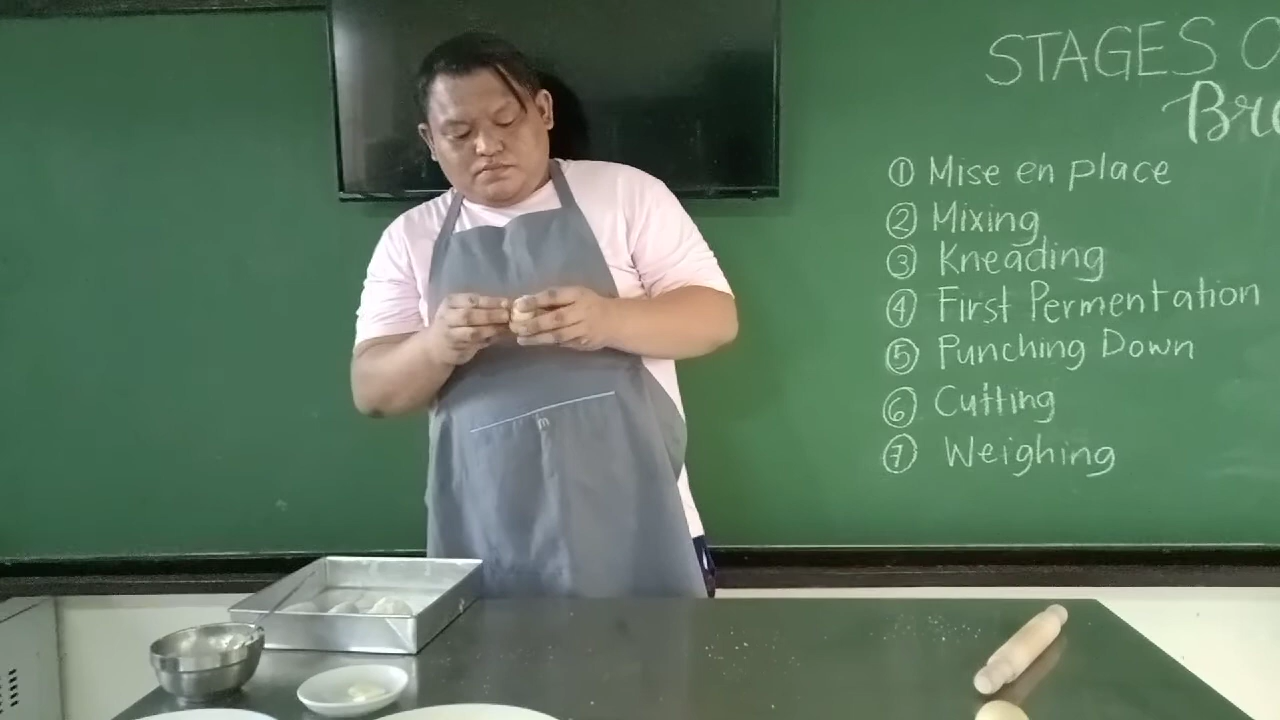 STAGES O
Bre
① Mise en place
② Mixing
③ Kneading
④ First Permentation
⑤ Punching Down
⑥ Cutting
⑦ Weighing